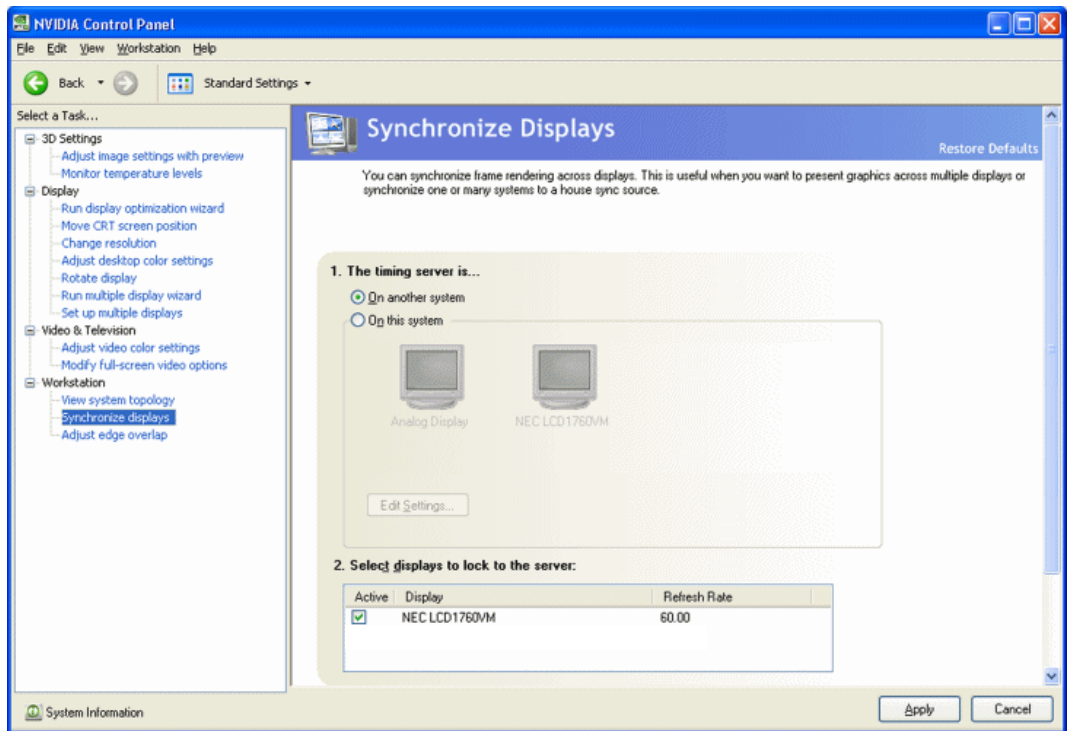 NVIDIA Control Panel
File Edit View Workstation Help
Back Standard Settings
Select a Task...
3D Settings
Adjust image settings with preview
Monitor temperature levels
Display
Run display optimization wizard
Move CRT screen position
Change resolution
Adjust desktop color settings
Rotate display
Run multiple display wizard
Set up multiple displays
Video & Television
Adjust video color settings
Modify full-screen video options
Workstation
View system topology
Synchronize displays
Adjust edge overlap
Synchronize Displays
Restore Defaults
You can synchronize frame rendering across displays. This is useful when you want to present graphics across multiple displays or
synchronize one or many systems to a house sync source.
1. The timing server is...
On another system
On this system
Analog Display NEC LCD1760VM
Edit Settings...
2. Select displays to lock to the server:
Active Display Refresh Rate
NEC LCD1760VM 60.00
System Information
Apply Cancel